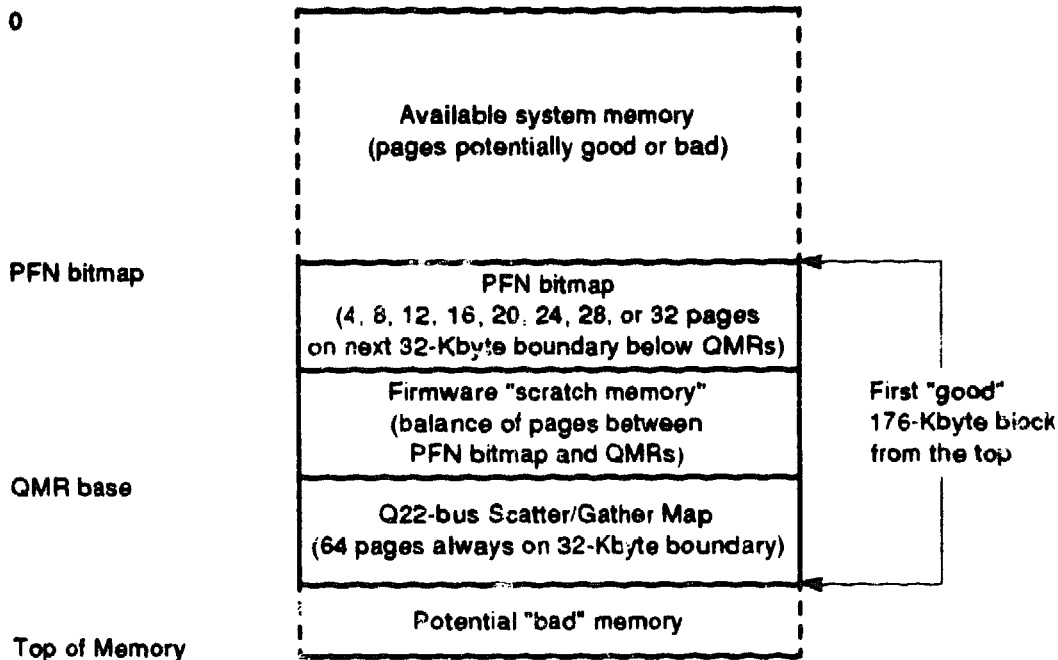 0
Available system memory
(pages potentially good or bad)
PFN bitmap
PFN bitmap
(4, 8, 12, 16, 20, 24, 28, or 32 pages
on next 32-Kbyte boundary below QMRs)
Firmware "scratch memory"
(balance of pages between
PFN bitmap and QMRs)
First "good"
176-Kbyte block
from the top
QMR base
Q22-bus Scatter/Gather Map
(64 pages always on 32-Kbyte boundary)
Potential "bad" memory
Top of Memory